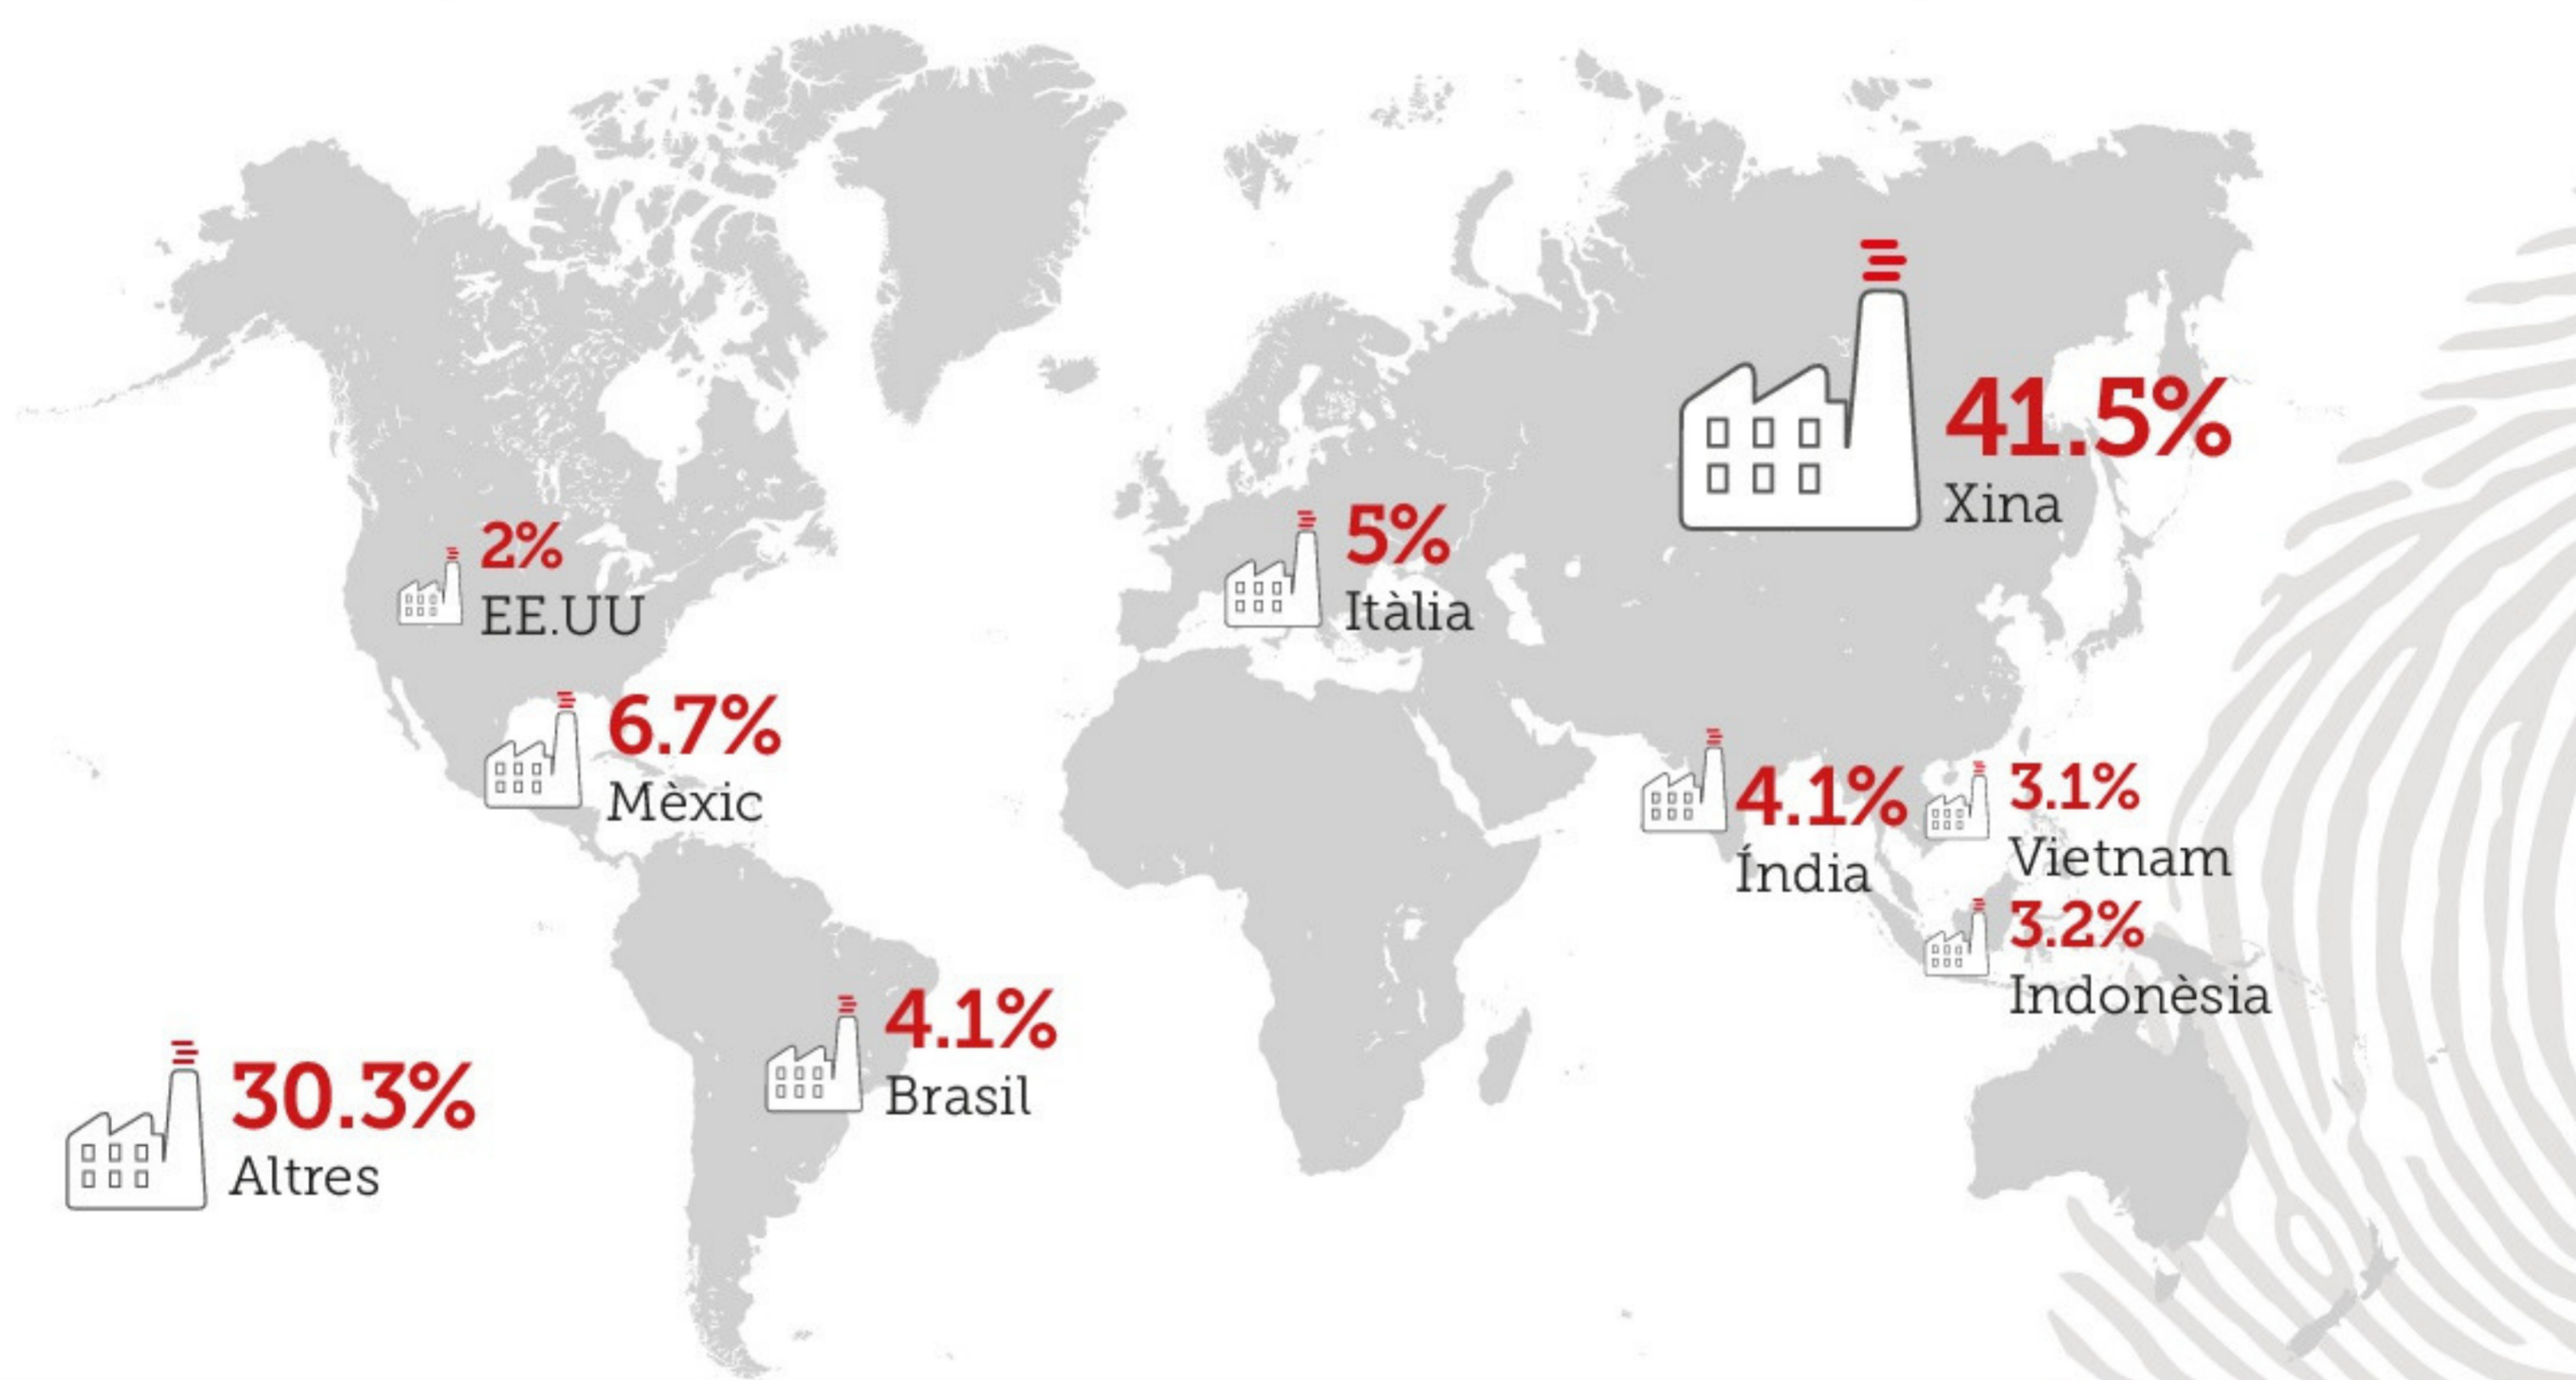 41.5%
Xina
2%
EE.UU
5%
Itàlia
6.7%
Mèxic
4.1%
Índia
3.1%
Vietnam
3.2%
Indonèsia
4.1%
Brasil
30.3%
Altres